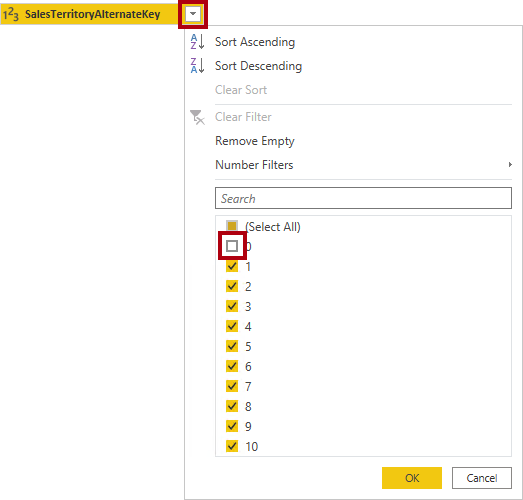 123 SalesTerritoryAlternateKey
Sort Ascending
Sort Descending
Clear Sort
Clear Filter
Remove Empty
Number Filters
Search
(Select All)
0
1
2
3
4
5
6
7
8
9
10
OK Cancel